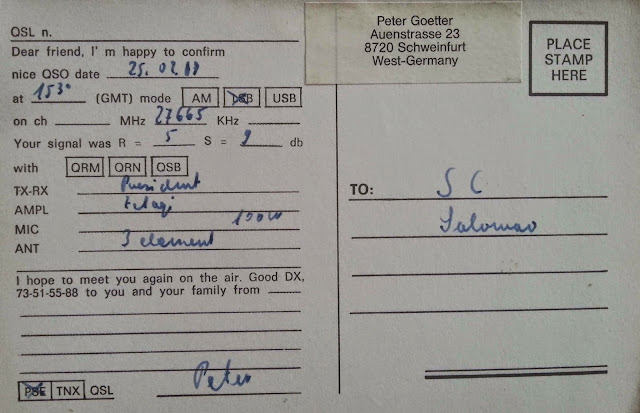 QSL n.
Dear friend, I' m happy to confirm
nice QSO date 25. 02 88
at 15 30 (GMT) mode AM LSB USB
on ch MHz 27665 KHz
Your signal was R = 5 S = 9 db
with QRM QRN QSB
TX-RX President
AMPL
MIC 100 W
ANT 3 element
I hope to meet you again on the air. Good DX,
73-51-55-88 to you and your family from
Peter
PSE TNX QSL
Peter Goetter
Auenstrasse 23
8720 Schweinfurt
West-Germany
PLACE
STAMP
HERE
TO: S C
Salomao